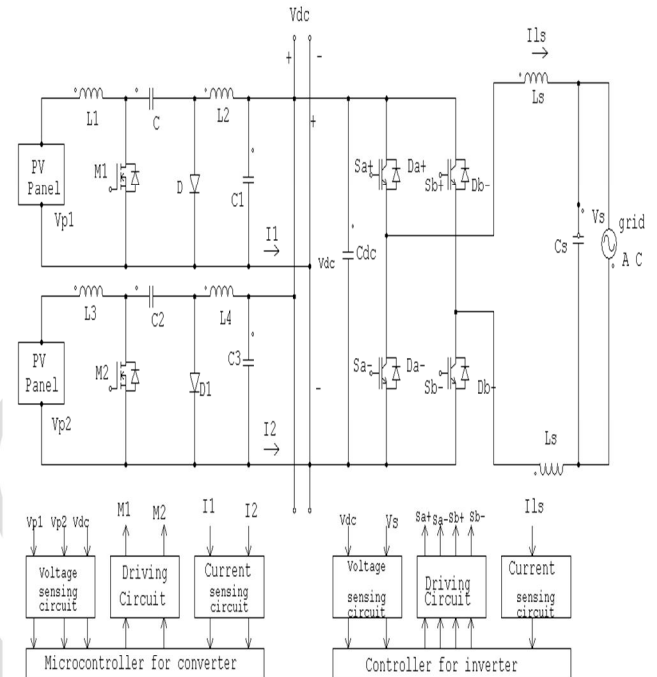 Vdc
+ -
Ils
L1 C L2 Ls
PV
Panel
M1
D
C1
+
Sa+ Da+
Sb+ Db-
Vp1
I1
Vdc Cdc
Vs grid
Cs
A C
L3 C2 L4
PV
Panel
M2
D1
C3
-
Sa- Da-
Sb- Db-
Vp2
I2
Ls
Vp1 Vp2 Vdc M1 M2 I1 I2
Vdc Vs Sa+ Sa- Sb+ Sb- Ils
Voltage
sensing
circuit
Driving
Circuit
Current
sensing
circuit
Voltage
sensing
circuit
Driving
Circuit
Current
sensing
circuit
Microcontroller for converter
Controller for inverter